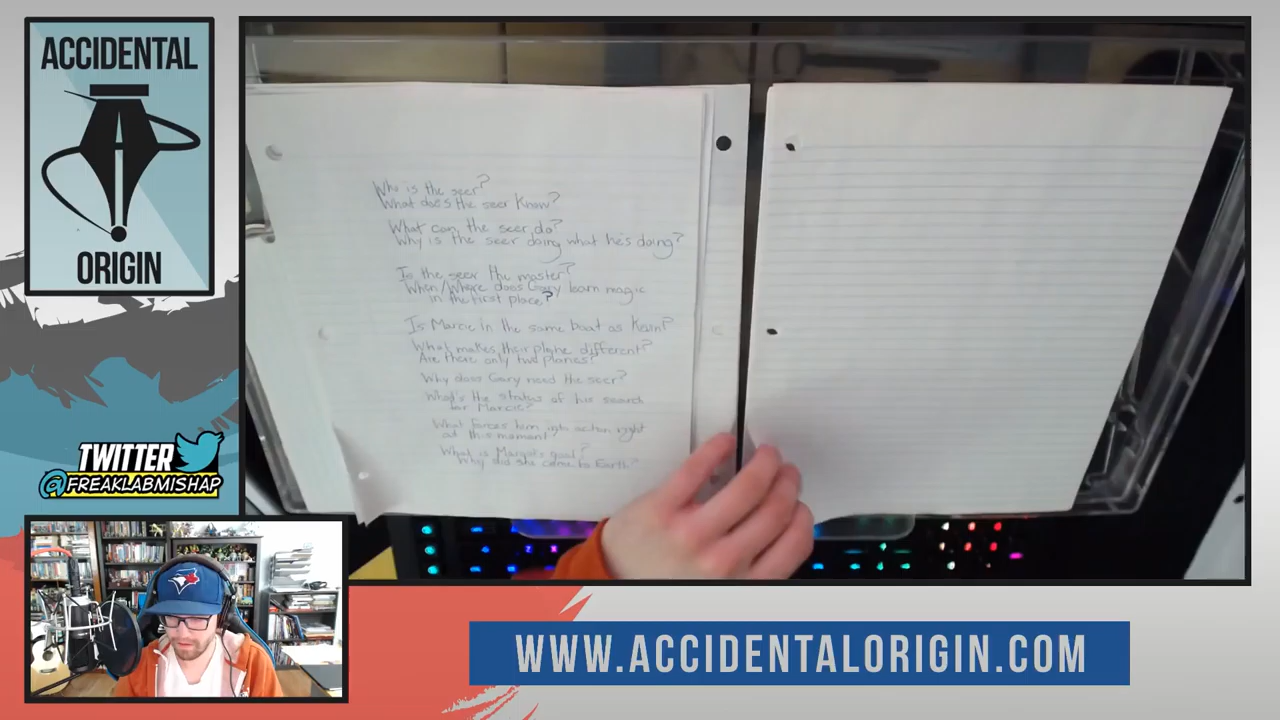 ACCIDENTAL
ORIGIN
Who is the seer?
What does the seer know?
What can the seer do?
Why is the seer doing what he's doing?
Is the seer the master?
When/Where does Gary learn magic
in the first place?
Is Marcie in the same boat as Kearn?
What makes their plane different?
Are there only two planes?
Why does Gary need the seer?
What's the status of his search
for Marcie?
What forces him into action right
at this moment?
What is Margot's goal?
Why did she come to Earth?
TWITTER
@FREAKLABMISHAP
WWW.ACCIDENTALORIGIN.COM